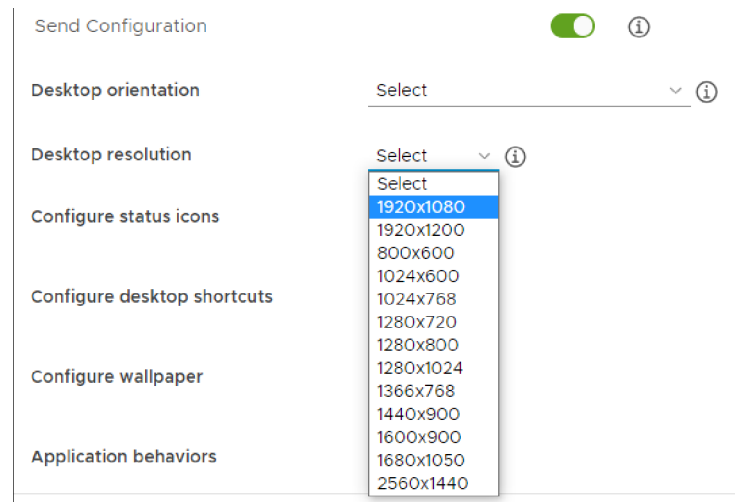 Send Configuration
Desktop orientation Select
Desktop resolution Select
Select
1920x1080
Configure status icons
1920x1200
800x600
1024x600
Configure desktop shortcuts
1024x768
1280x720
1280x800
Configure wallpaper
1280x1024
1366x768
1440x900
1600x900
Application behaviors
1680x1050
2560x1440